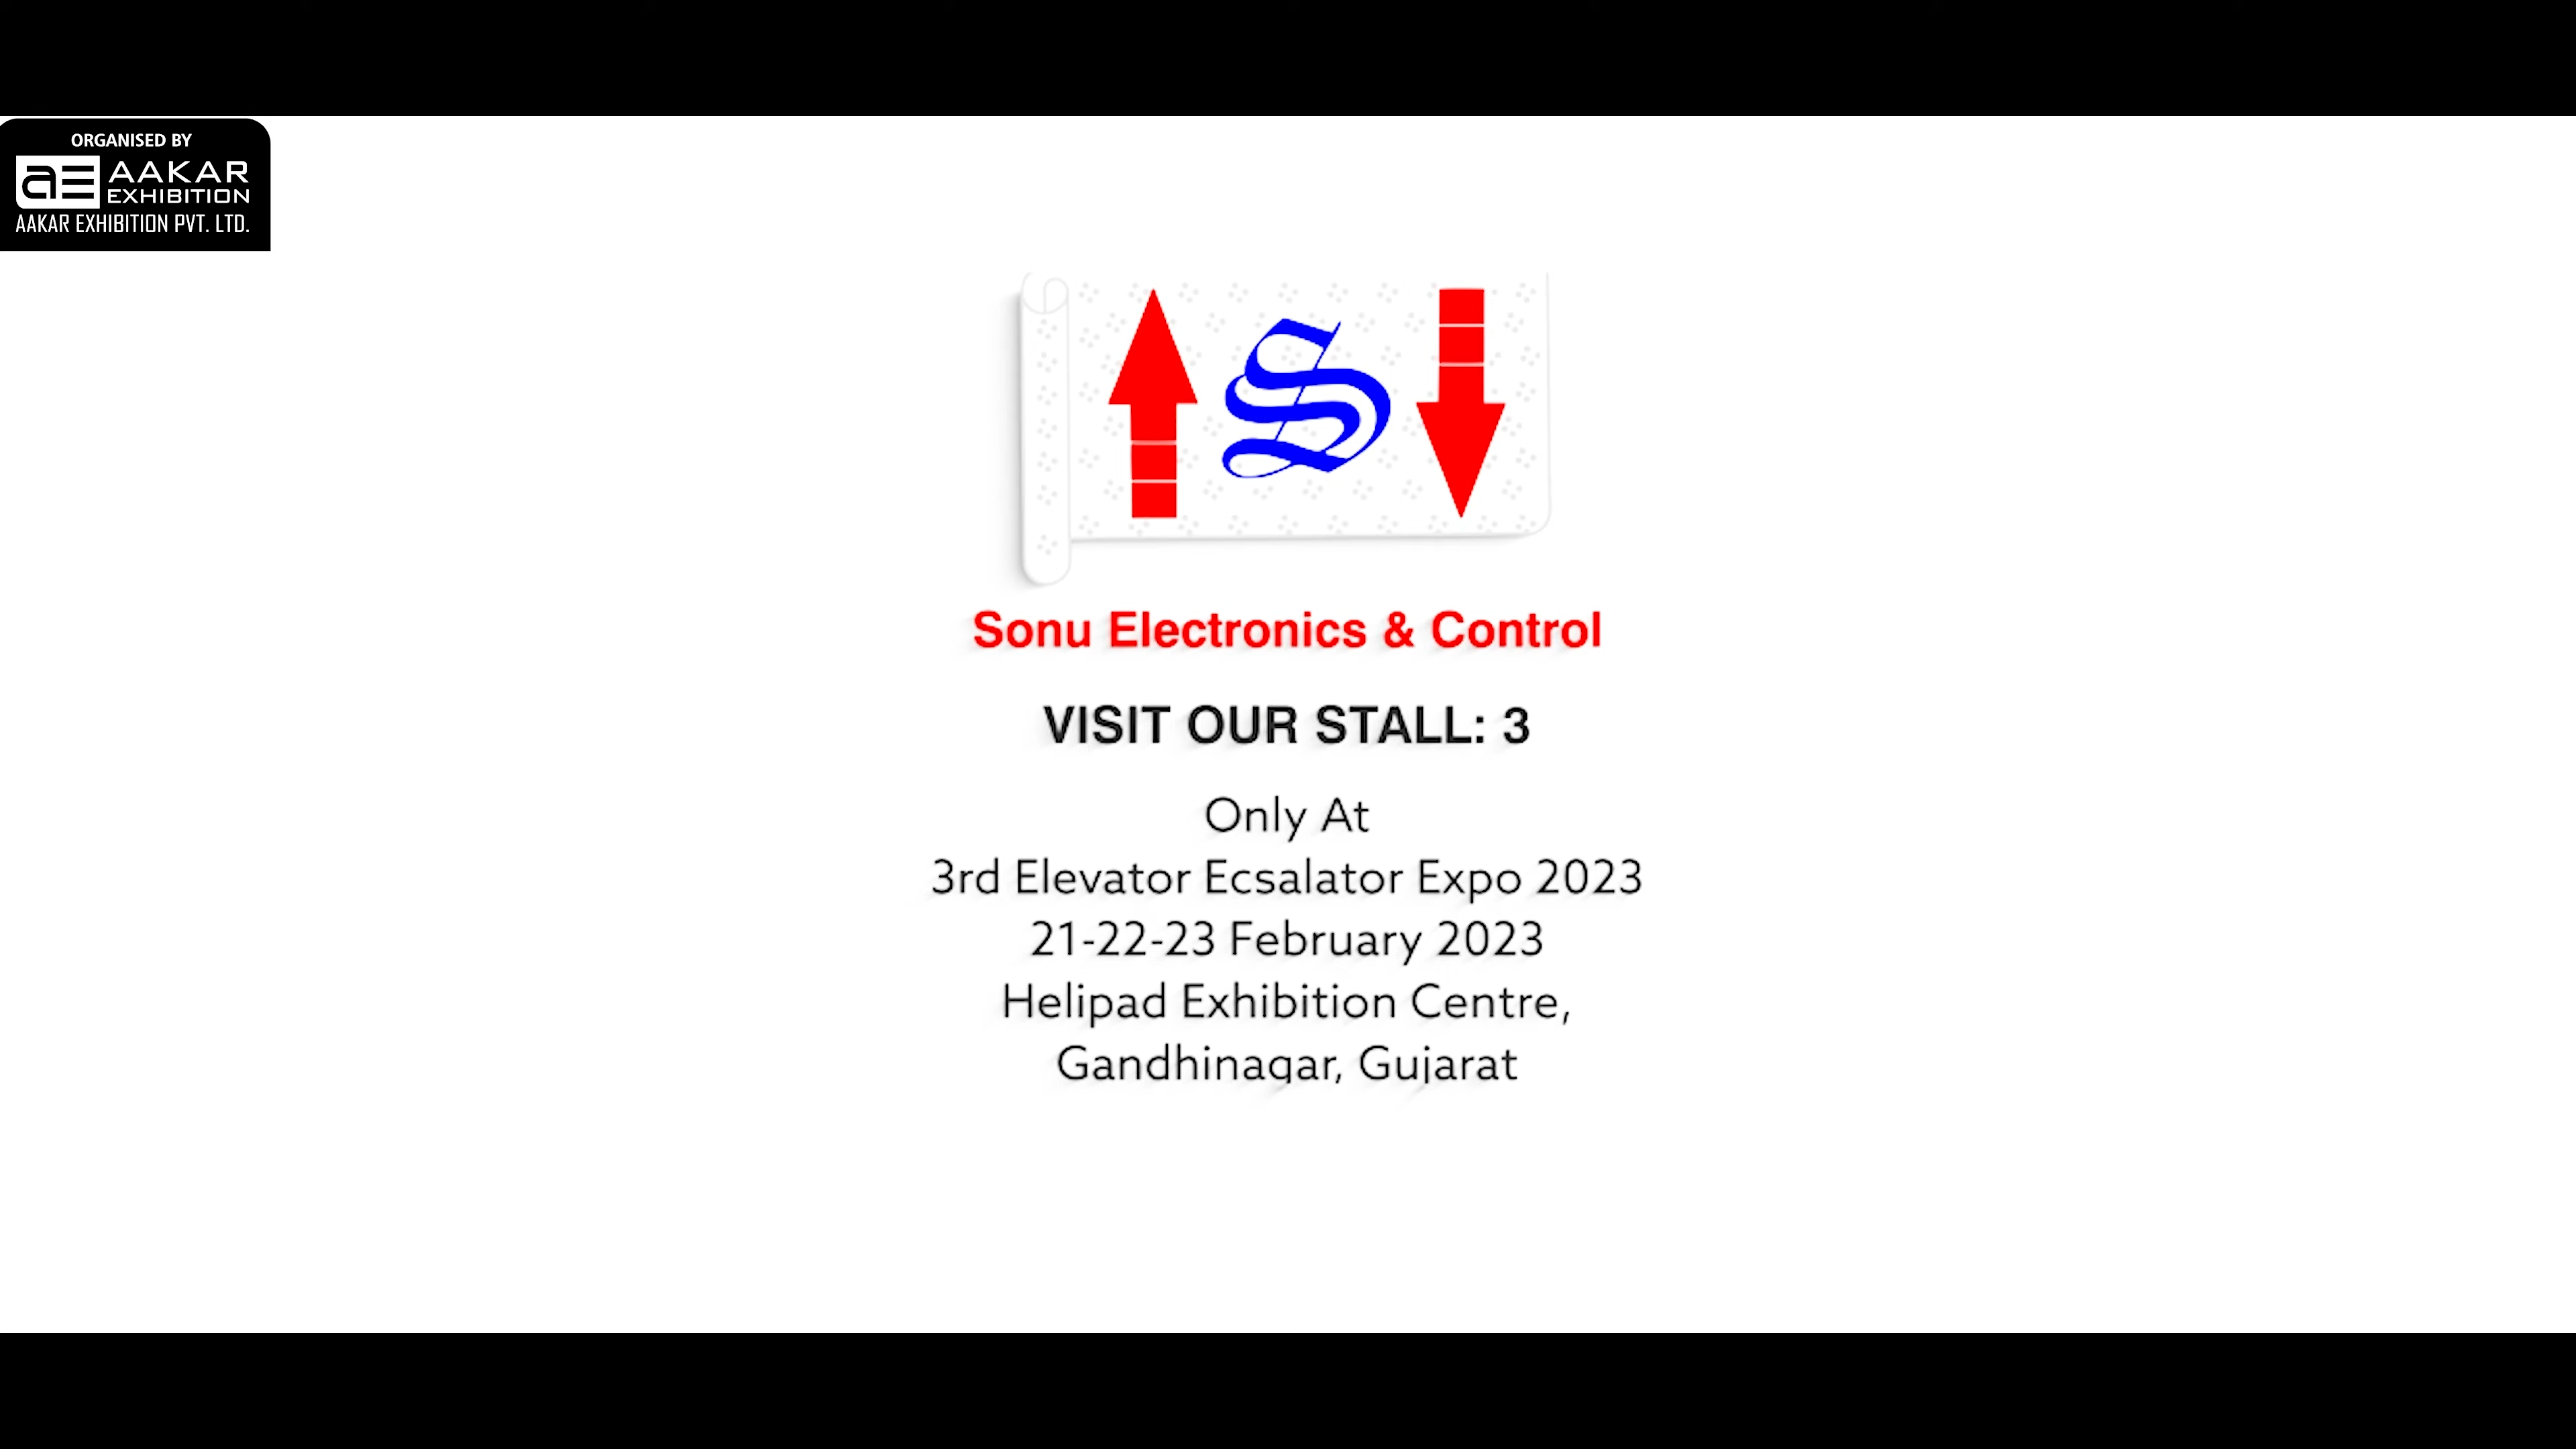 ORGANISED BY
AAKAR
EXHIBITION
AAKAR EXHIBITION PVT. LTD.
S
Sonu Electronics & Control
VISIT OUR STALL: 3
Only At
3rd Elevator Ecsalator Expo 2023
21-22-23 February 2023
Helipad Exhibition Centre,
Gandhinagar, Gujarat